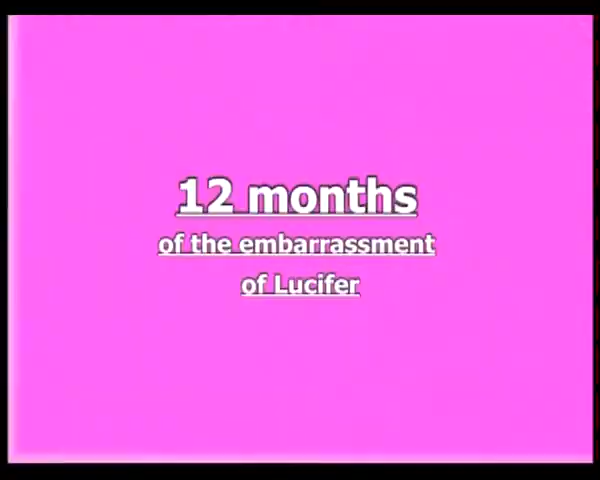 12 months
of the embarrassment
of Lucifer